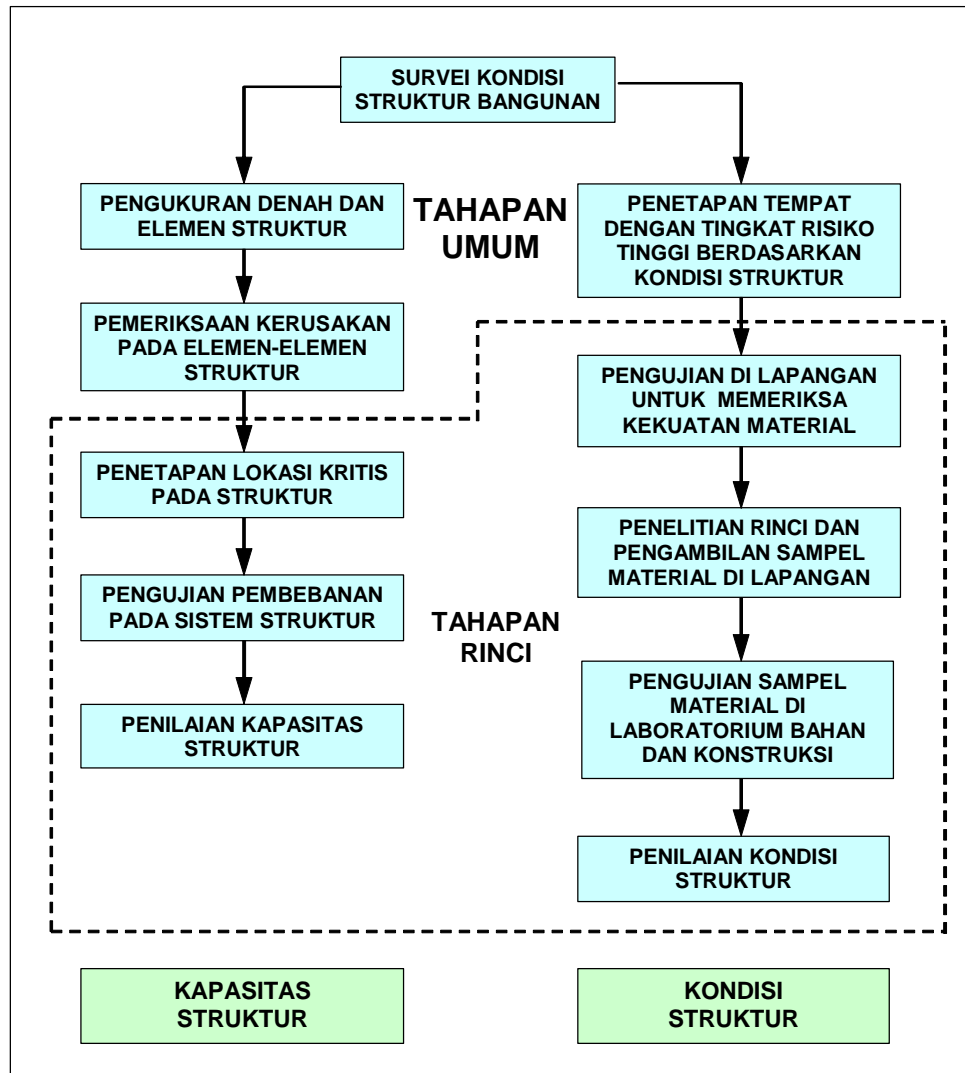 SURVEI KONDISI
STRUKTUR BANGUNAN
PENGUKURAN DENAH DAN
ELEMEN STRUKTUR
TAHAPAN
UMUM
PENETAPAN TEMPAT
DENGAN TINGKAT RISIKO
TINGGI BERDASARKAN
KONDISI STRUKTUR
PEMERIKSAAN KERUSAKAN
PADA ELEMEN-ELEMEN
STRUKTUR
PENGUJIAN DI LAPANGAN
UNTUK MEMERIKSA
KEKUATAN MATERIAL
PENETAPAN LOKASI KRITIS
PADA STRUKTUR
PENELITIAN RINCI DAN
PENGAMBILAN SAMPEL
MATERIAL DI LAPANGAN
PENGUJIAN PEMBEBANAN
PADA SISTEM STRUKTUR
TAHAPAN
RINCI
PENGUJIAN SAMPEL
MATERIAL DI
LABORATORIUM BAHAN
DAN KONSTRUKSI
PENILAIAN KAPASITAS
STRUKTUR
PENILAIAN KONDISI
STRUKTUR
KAPASITAS
STRUKTUR
KONDISI
STRUKTUR